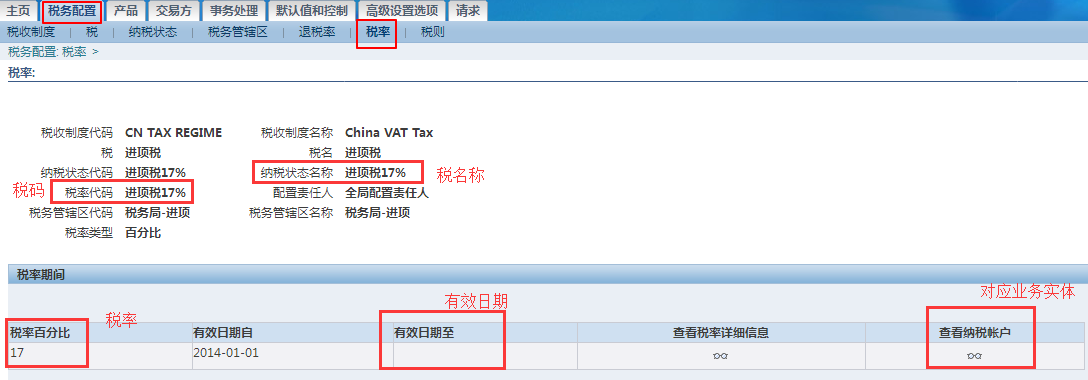 主页 税务配置 产品 交易方 事务处理 默认值和控制 高级设置选项 请求
税收制度 | 税 | 纳税状态 | 税务管辖区 | 退税率 | 税率 | 税则
税务配置: 税率 >
税率:
税收制度代码 CN TAX REGIME 税收制度名称 China VAT Tax
税 进项税 税名 进项税
纳税状态代码 进项税17% 纳税状态名称 进项税17% 税名称
税码 税率代码 进项税17% 配置责任人 全局配置责任人
税务管辖区代码 税务局-进项 税务管辖区名称 税务局-进项
税率类型 百分比
税率期间
税率 有效日期 对应业务实体
税率百分比 有效日期自 有效日期至 查看税率详细信息 查看纳税帐户
17 2014-01-01